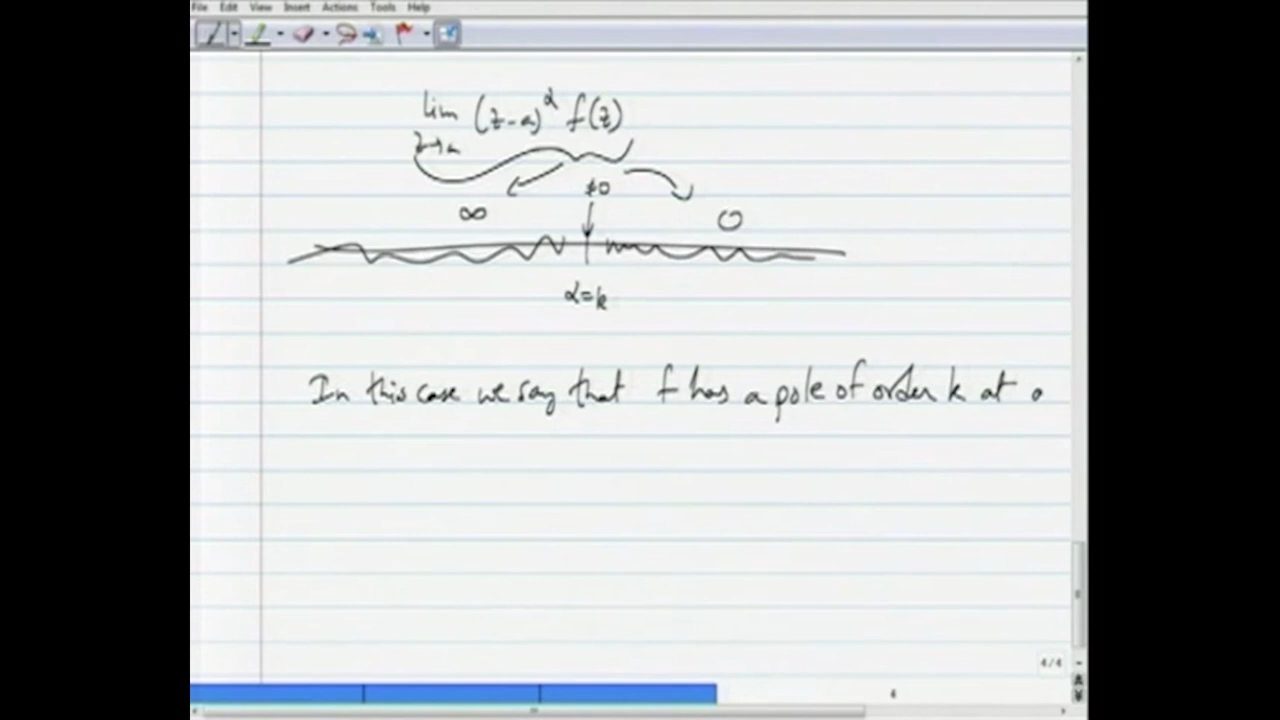 File Edit View Insert Actions Tools Help
lim (z-a)^α f(z)
z→a
≠0
∞ 0
α=k
In this case we say that f has a pole of order k at a
4/4
4